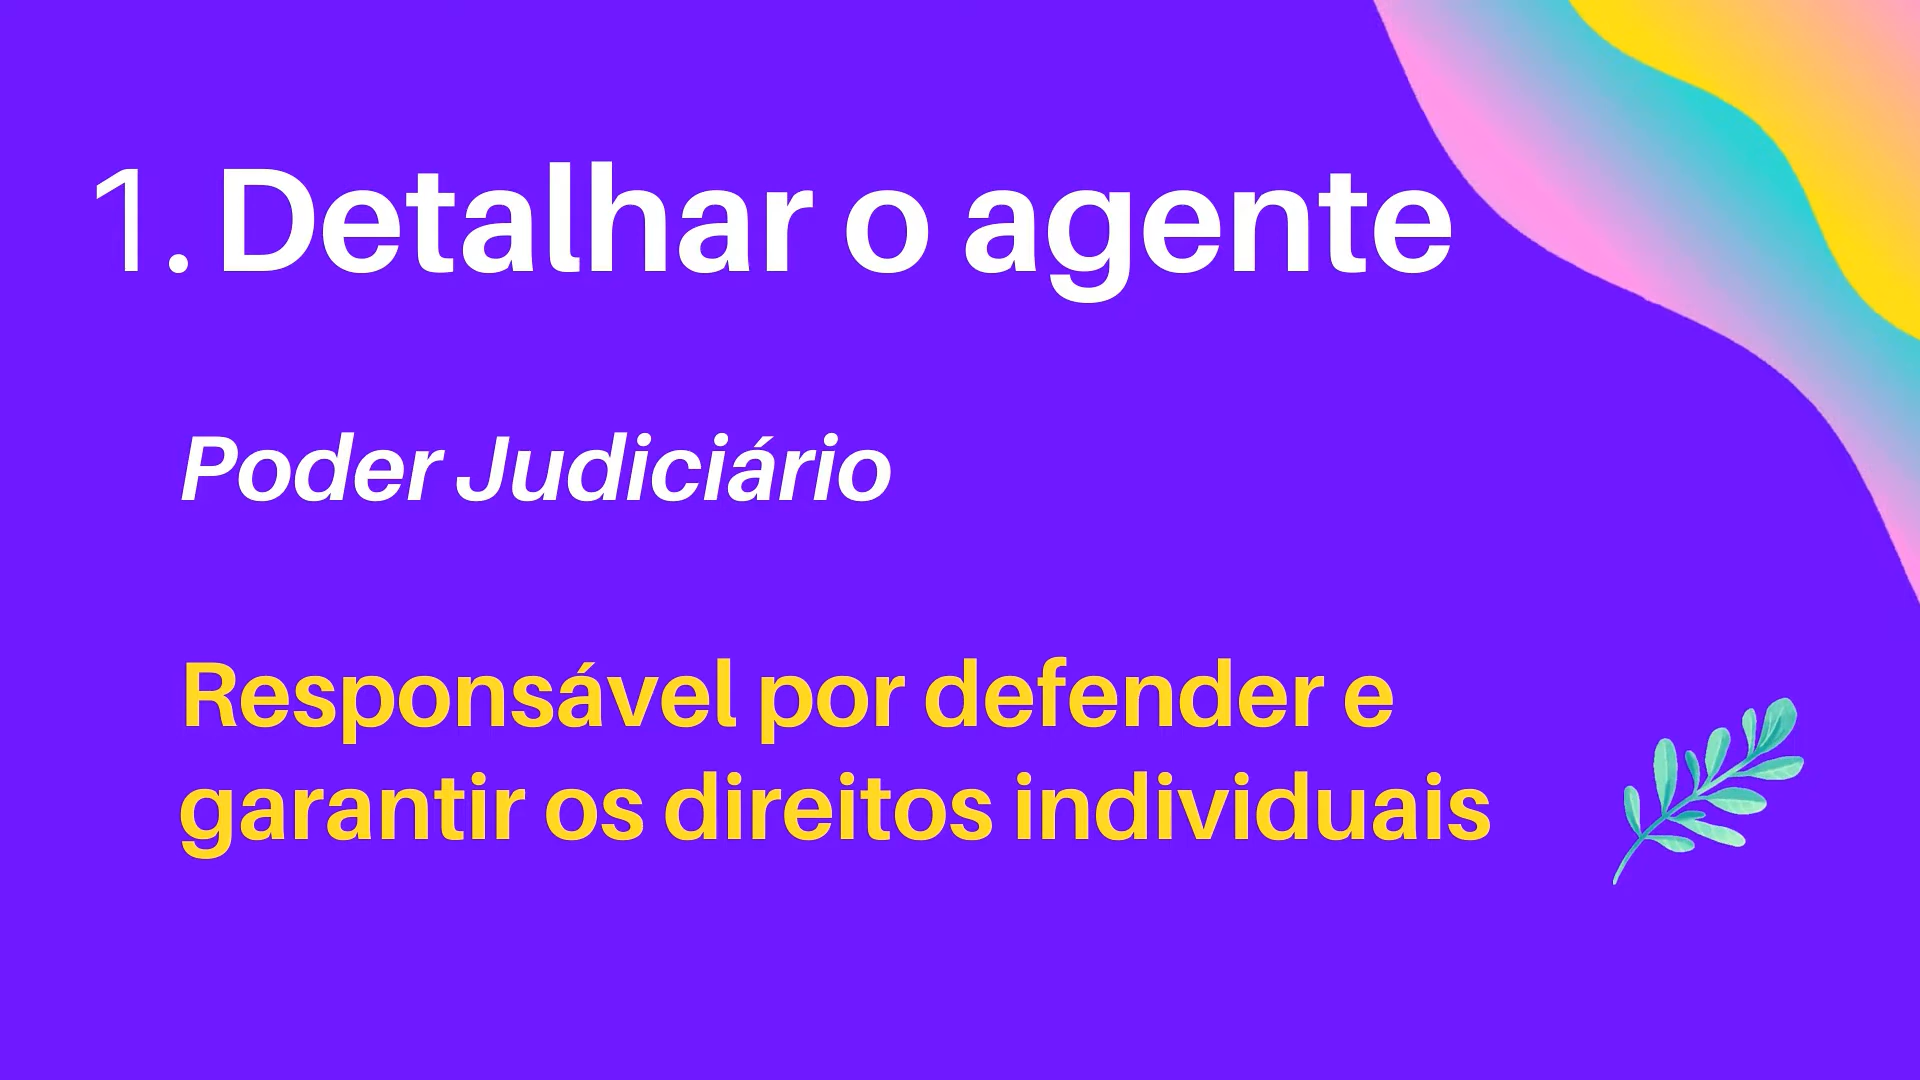 1. Detalhar o agente
Poder Judiciário
Responsável por defender e
garantir os direitos individuais